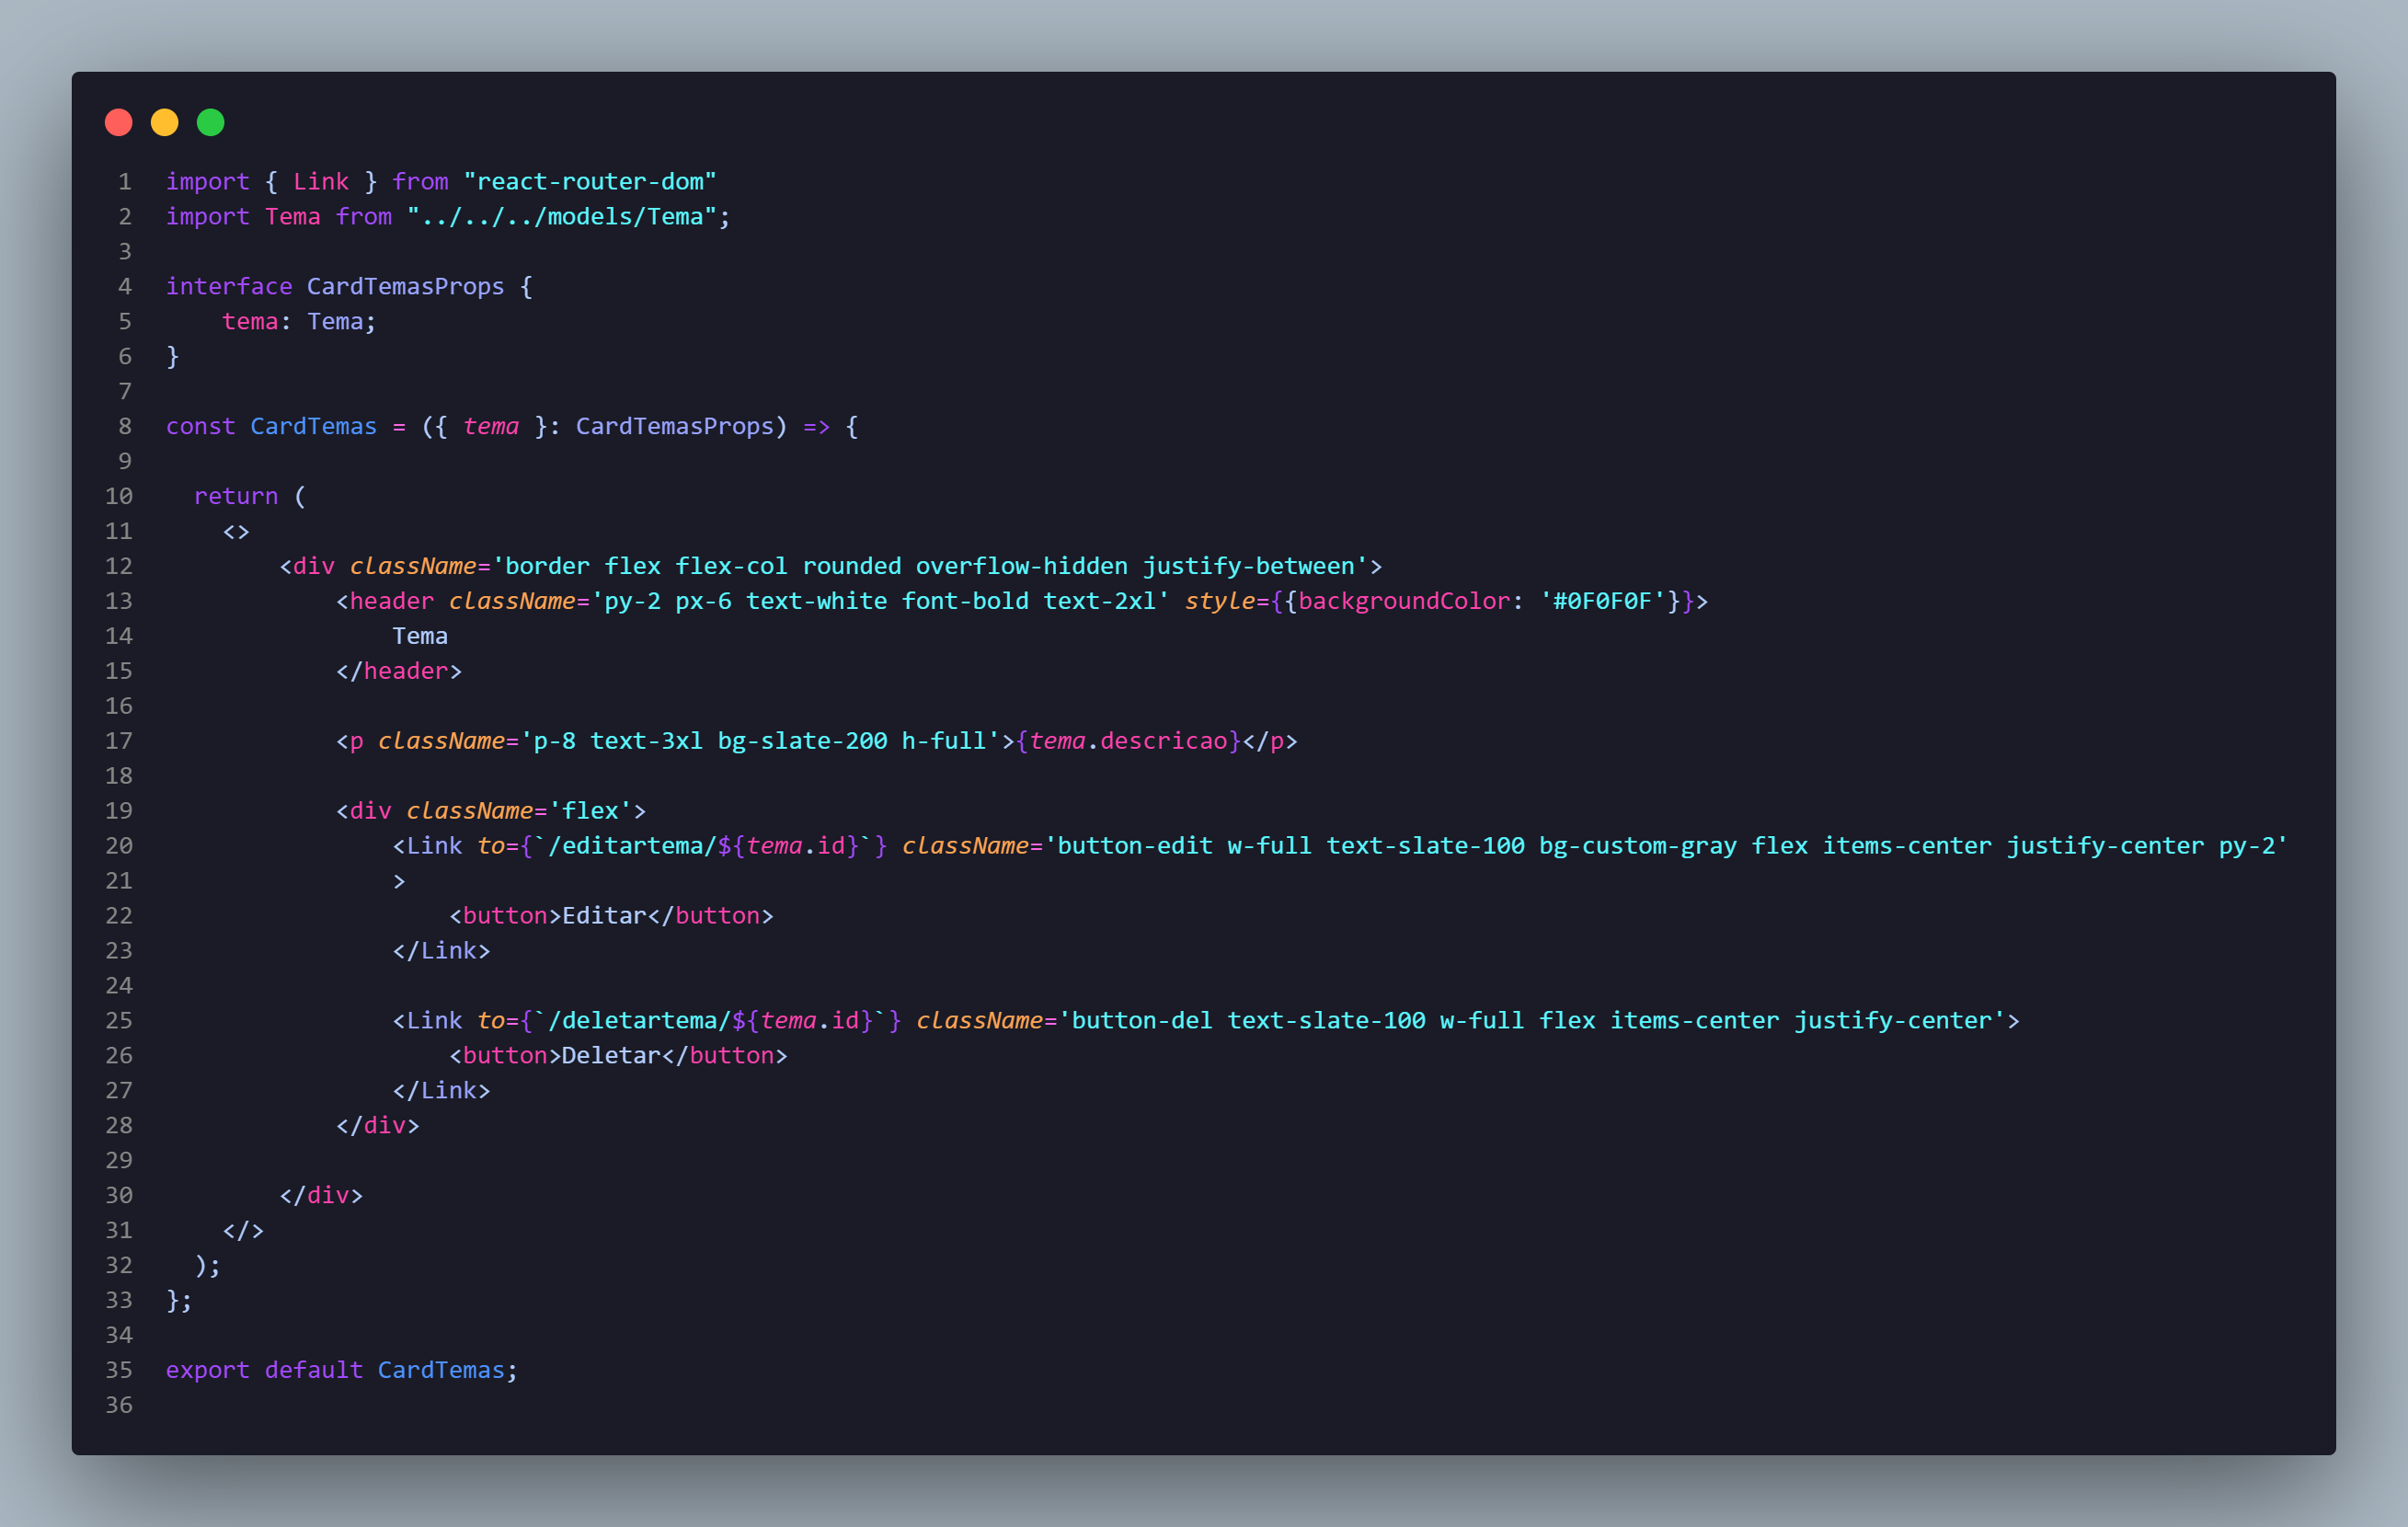 1 import { Link } from "react-router-dom"
2 import Tema from "../../../models/Tema";
3
4 interface CardTemasProps {
5     tema: Tema;
6 }
7
8 const CardTemas = ({ tema }: CardTemasProps) => {
9
10   return (
11     <>
12         <div className='border flex flex-col rounded overflow-hidden justify-between'>
13             <header className='py-2 px-6 text-white font-bold text-2xl' style={{backgroundColor: '#0F0F0F'}}>
14                 Tema
15             </header>
16
17             <p className='p-8 text-3xl bg-slate-200 h-full'>{tema.descricao}</p>
18
19             <div className='flex'>
20                 <Link to={`/editartema/${tema.id}`} className='button-edit w-full text-slate-100 bg-custom-gray flex items-center justify-center py-2'
21                 >
22                     <button>Editar</button>
23                 </Link>
24
25                 <Link to={`/deletartema/${tema.id}`} className='button-del text-slate-100 w-full flex items-center justify-center'>
26                     <button>Deletar</button>
27                 </Link>
28             </div>
29
30         </div>
31     </>
32   );
33 };
34
35 export default CardTemas;
36